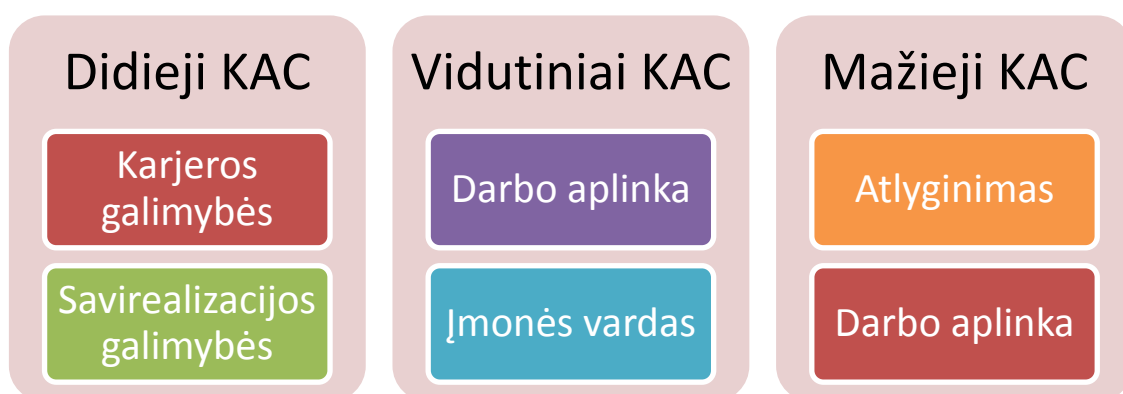 Didieji KAC
Karjeros
galimybės
Savirealizacijos
galimybės
Vidutiniai KAC
Darbo aplinka
Įmonės vardas
Mažieji KAC
Atlyginimas
Darbo aplinka